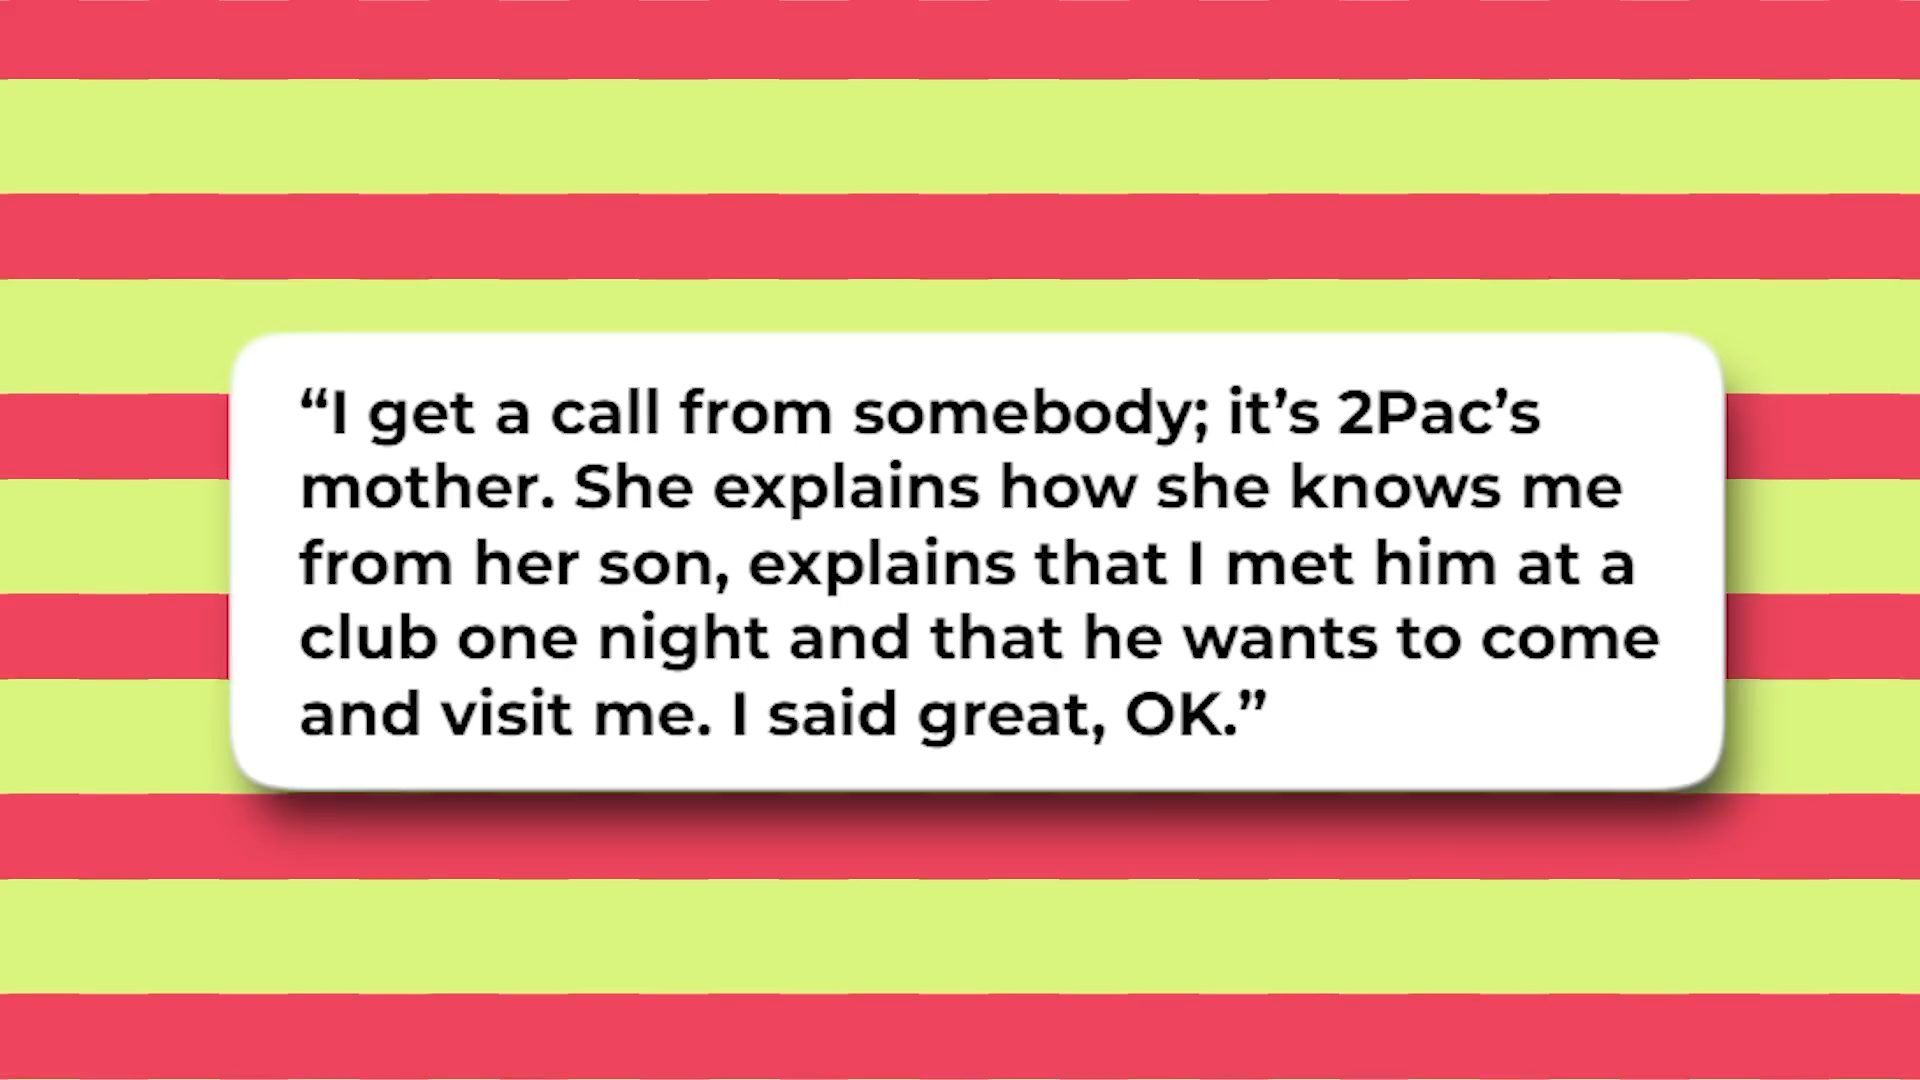 “I get a call from somebody; it’s 2Pac’s
mother. She explains how she knows me
from her son, explains that I met him at a
club one night and that he wants to come
and visit me. I said great, OK.”